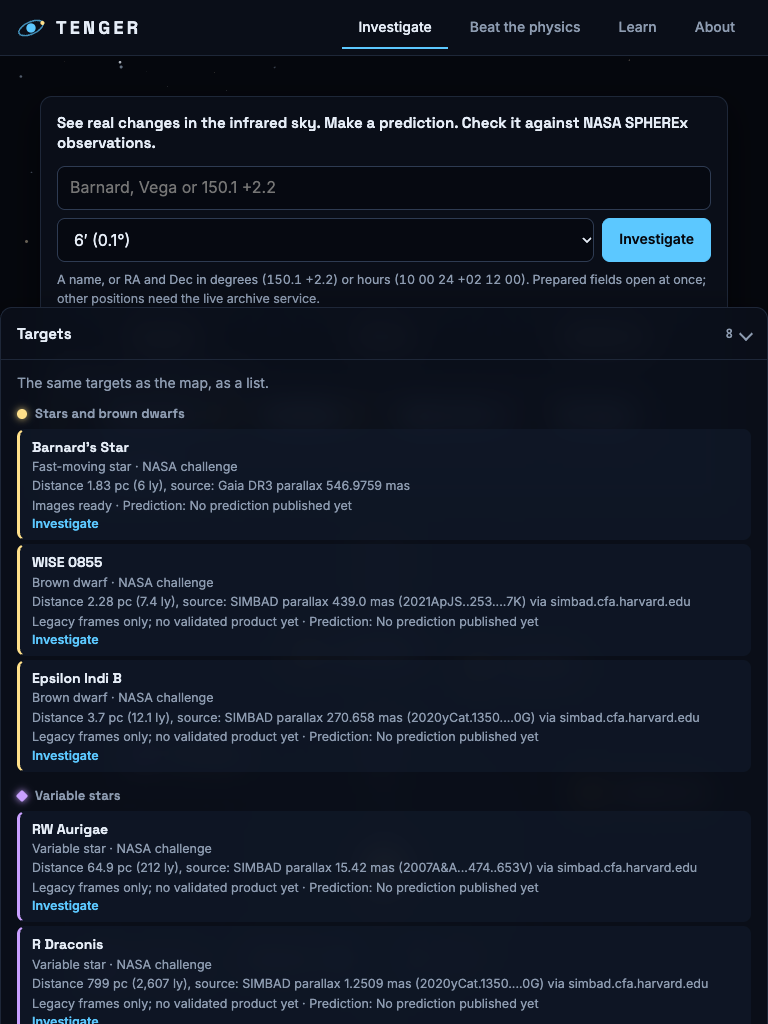 TENGER
Investigate
Beat the physics
Learn
About
See real changes in the infrared sky. Make a prediction. Check it against NASA SPHEREx
observations.
Barnard, Vega or 150.1 +2.2
6′ (0.1°)
Investigate
A name, or RA and Dec in degrees (150.1 +2.2) or hours (10 00 24 +02 12 00). Prepared fields open at once;
other positions need the live archive service.
Targets
8
The same targets as the map, as a list.
Stars and brown dwarfs
Barnard's Star
Fast-moving star · NASA challenge
Distance 1.83 pc (6 ly), source: Gaia DR3 parallax 546.9759 mas
Images ready · Prediction: No prediction published yet
Investigate
WISE 0855
Brown dwarf · NASA challenge
Distance 2.28 pc (7.4 ly), source: SIMBAD parallax 439.0 mas (2021ApJS..253....7K) via simbad.cfa.harvard.edu
Legacy frames only; no validated product yet · Prediction: No prediction published yet
Investigate
Epsilon Indi B
Brown dwarf · NASA challenge
Distance 3.7 pc (12.1 ly), source: SIMBAD parallax 270.658 mas (2020yCat.1350....0G) via simbad.cfa.harvard.edu
Legacy frames only; no validated product yet · Prediction: No prediction published yet
Investigate
Variable stars
RW Aurigae
Variable star · NASA challenge
Distance 64.9 pc (212 ly), source: SIMBAD parallax 15.42 mas (2007A&A...474..653V) via simbad.cfa.harvard.edu
Legacy frames only; no validated product yet · Prediction: No prediction published yet
Investigate
R Draconis
Variable star · NASA challenge
Distance 799 pc (2,607 ly), source: SIMBAD parallax 1.2509 mas (2020yCat.1350....0G) via simbad.cfa.harvard.edu
Legacy frames only; no validated product yet · Prediction: No prediction published yet
Investigate